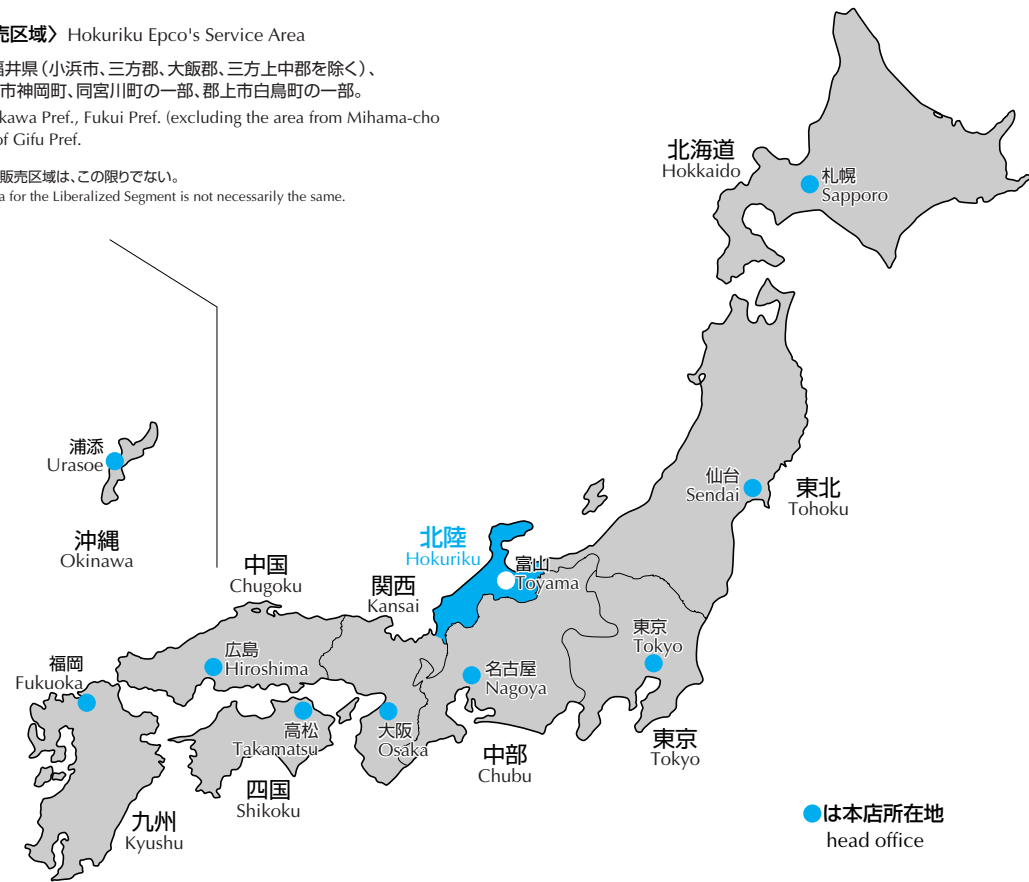 売区域〉 Hokuriku Epco's Service Area
福井県(小浜市、三方郡、大飯郡、三方上中郡を除く)、
市神岡町、同宮川町の一部、郡上市白鳥町の一部。
kawa Pref., Fukui Pref. (excluding the area from Mihama-cho
of Gifu Pref.
販売区域は、この限りでない。
a for the Liberalized Segment is not necessarily the same.
北海道
Hokkaido
札幌
Sapporo
浦添
Urasoe
沖縄
Okinawa
仙台
Sendai
東北
Tohoku
北陸
Hokuriku
富山
Toyama
中国
Chugoku
関西
Kansai
広島
Hiroshima
福岡
Fukuoka
東京
Tokyo
名古屋
Nagoya
高松
Takamatsu
大阪
Osaka
中部
Chubu
東京
Tokyo
四国
Shikoku
九州
Kyushu
は本店所在地
head office